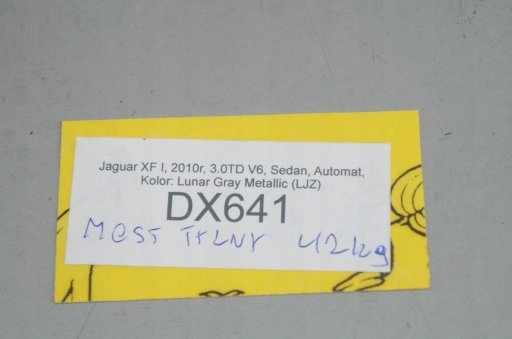 Jaguar XF I, 2010r, 3.0TD V6, Sedan, Automat,
Kolor: Lunar Gray Metallic (LJZ)
DX641
MOST TYLNY 42kg